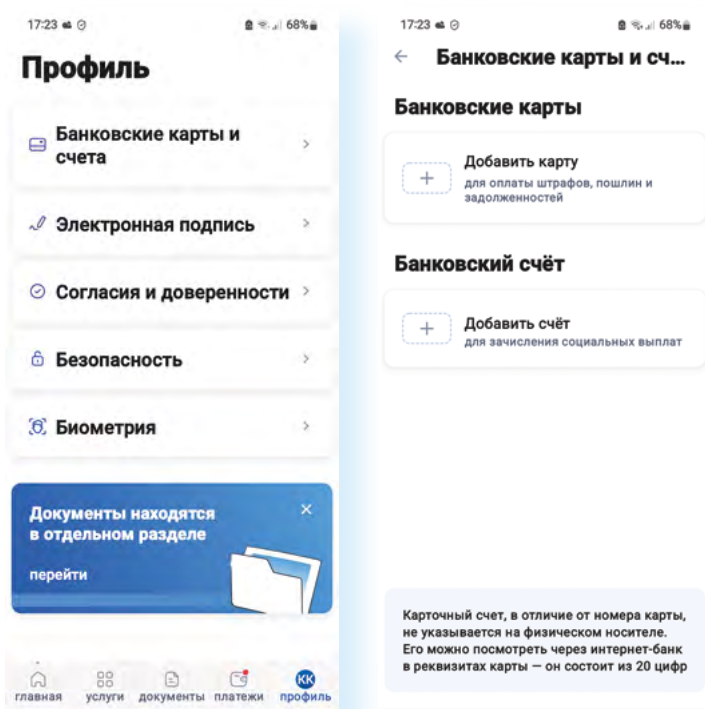 17:23
68%
Профиль
Банковские карты и
счета
Электронная подпись
Согласия и доверенности
Безопасность
Биометрия
Документы находятся
в отдельном разделе
перейти
главная услуги документы платежи профиль
КК
17:23
68%
Банковские карты и сч...
Банковские карты
Добавить карту
для оплаты штрафов, пошлин и
задолженностей
Банковский счёт
Добавить счёт
для зачисления социальных выплат
Карточный счет, в отличие от номера карты,
не указывается на физическом носителе.
Его можно посмотреть через интернет-банк
в реквизитах карты — он состоит из 20 цифр